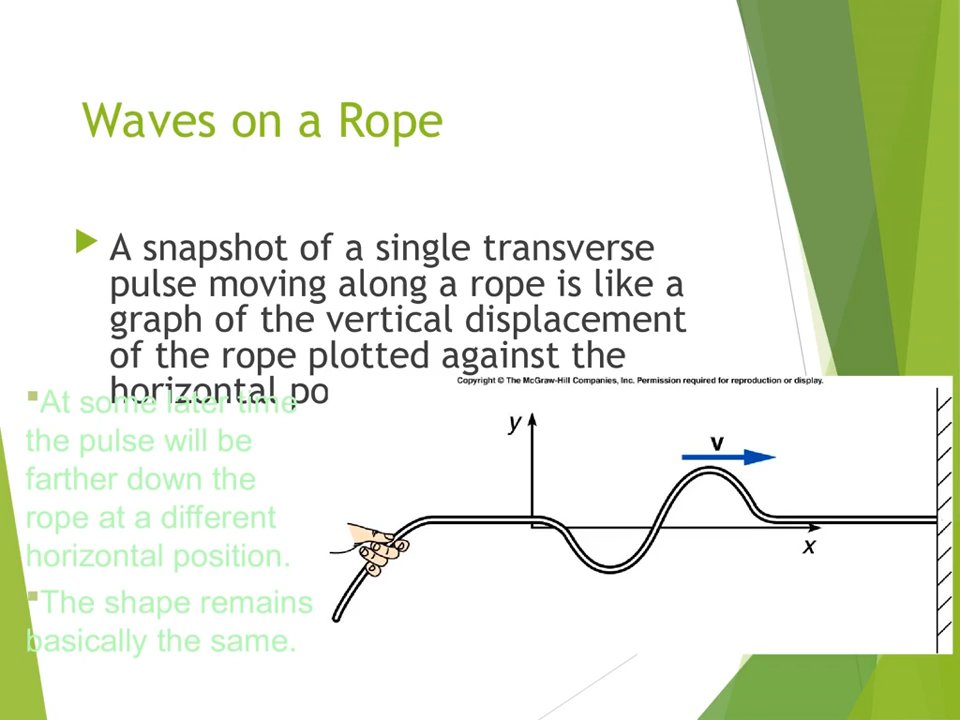 Waves on a Rope
A snapshot of a single transverse
pulse moving along a rope is like a
graph of the vertical displacement
of the rope plotted against the
horizontal po
Copyright © The McGraw-Hill Companies, Inc. Permission required for reproduction or display.
At some later time
the pulse will be
farther down the
rope at a different
horizontal position.
The shape remains
basically the same.
y
v
x